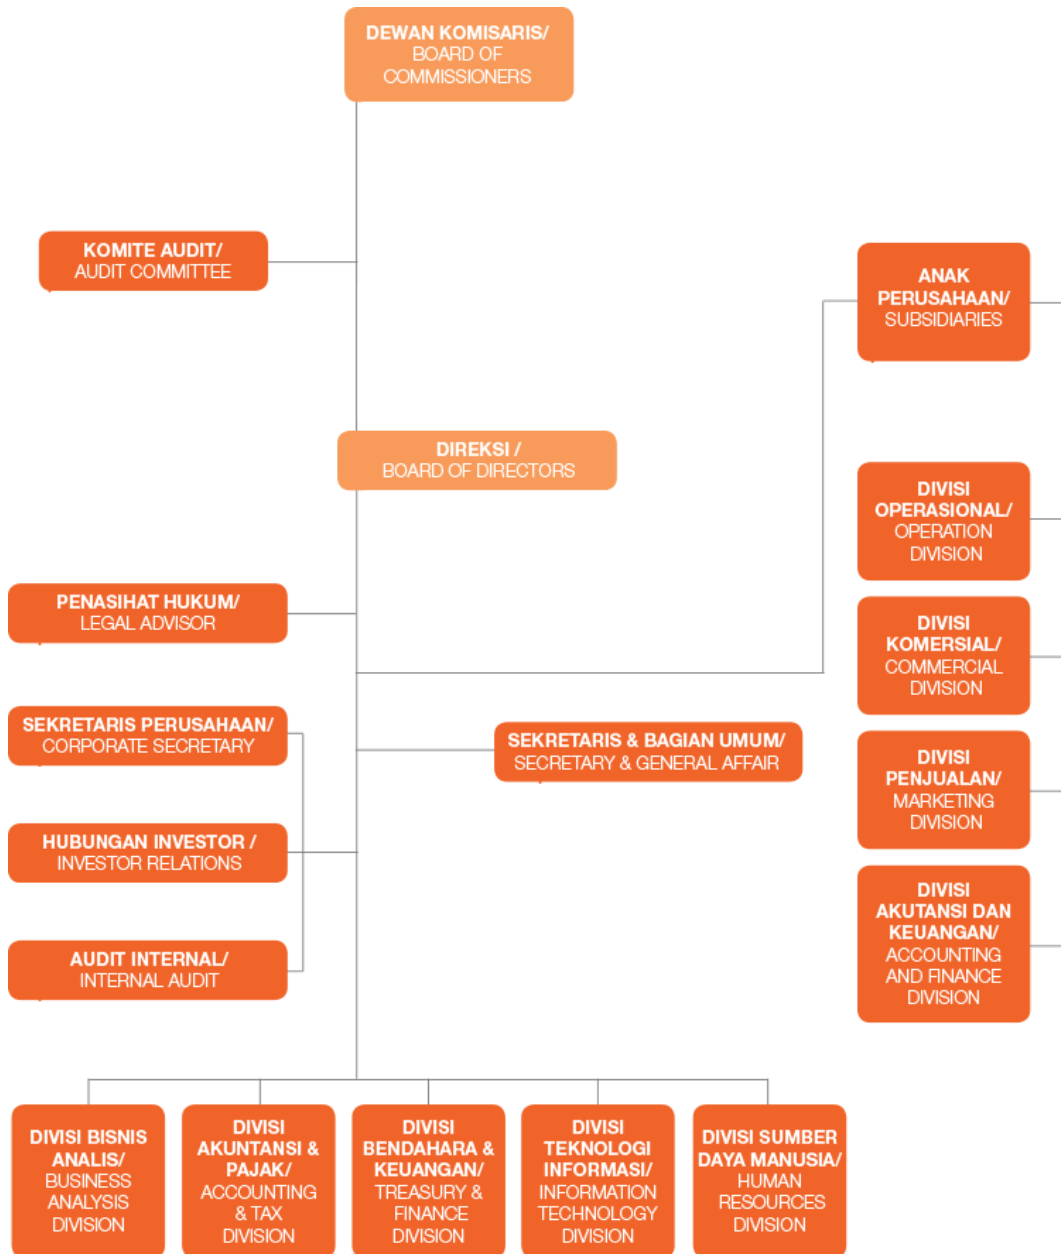 DEWAN KOMISARIS/
BOARD OF
COMMISSIONERS
KOMITE AUDIT/
AUDIT COMMITTEE
ANAK
PERUSAHAAN/
SUBSIDIARIES
DIREKSI /
BOARD OF DIRECTORS
DIVISI
OPERASIONAL/
OPERATION
DIVISION
PENASIHAT HUKUM/
LEGAL ADVISOR
DIVISI
KOMERSIAL/
COMMERCIAL
DIVISION
SEKRETARIS PERUSAHAAN/
CORPORATE SECRETARY
SEKRETARIS & BAGIAN UMUM/
SECRETARY & GENERAL AFFAIR
DIVISI
PENJUALAN/
MARKETING
DIVISION
HUBUNGAN INVESTOR /
INVESTOR RELATIONS
DIVISI
AKUTANSI DAN
KEUANGAN/
ACCOUNTING
AND FINANCE
DIVISION
AUDIT INTERNAL/
INTERNAL AUDIT
DIVISI BISNIS
ANALIS/
BUSINESS
ANALYSIS
DIVISION
DIVISI
AKUNTANSI &
PAJAK/
ACCOUNTING
& TAX
DIVISION
DIVISI
BENDAHARA &
KEUANGAN/
TREASURY &
FINANCE
DIVISION
DIVISI
TEKNOLOGI
INFORMASI/
INFORMATION
TECHNOLOGY
DIVISION
DIVISI SUMBER
DAYA MANUSIA/
HUMAN
RESOURCES
DIVISION